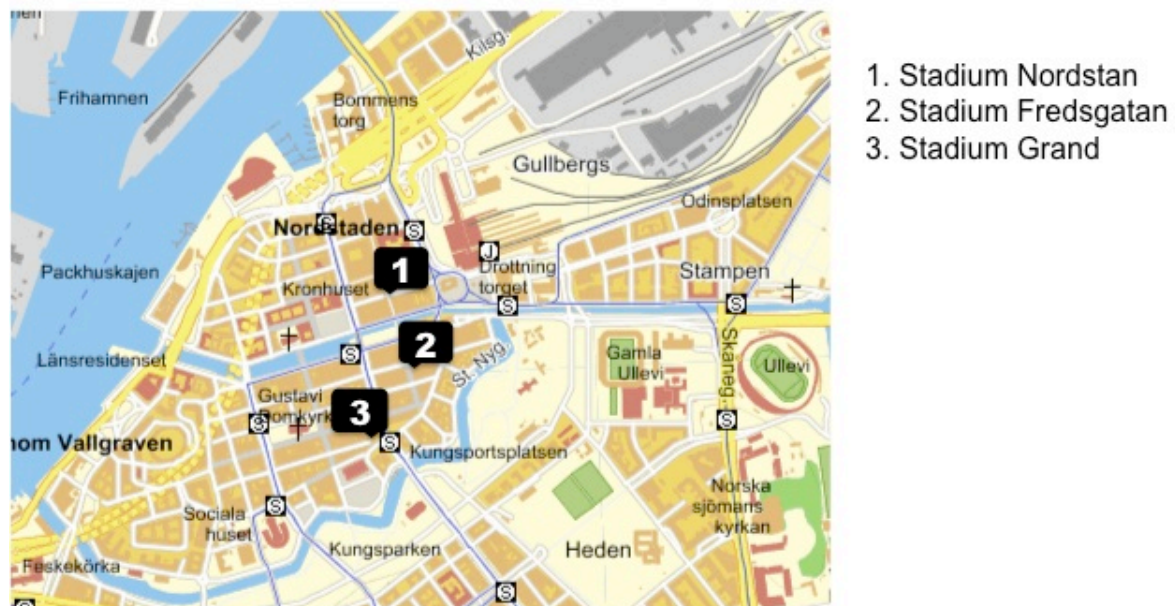 Kilsg.
Frihamnen
Bommens
torg
Gullbergs
Odinsplatsen
Nordstaden
S
S
J
1
Packhuskajen
Kronhuset
Drottning
torget
Stampen
S
S
2
Länsresidenset
S
St. Nyg.
Gamla
Ullevi
Skaneg.
Ullevi
Gustavi
Domkyrk
3
S
S
S
nom Vallgraven
Kungsportsplatsen
Norska
sjömans
kyrkan
S
Sociala
huset
Kungsparken
Heden
Feskekörka
S
S
1. Stadium Nordstan
2. Stadium Fredsgatan
3. Stadium Grand